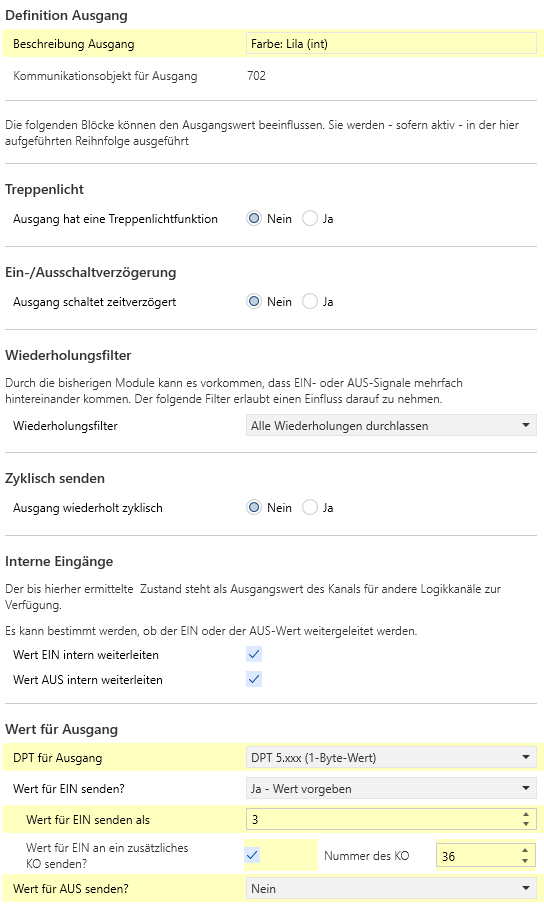 Definition Ausgang
Beschreibung Ausgang Farbe: Lila (int)
Kommunikationsobjekt für Ausgang 702
Die folgenden Blöcke können den Ausgangswert beeinflussen. Sie werden - sofern aktiv - in der hier
aufgeführten Reihnfolge ausgeführt
Treppenlicht
Ausgang hat eine Treppenlichtfunktion Nein Ja
Ein-/Ausschaltverzögerung
Ausgang schaltet zeitverzögert Nein Ja
Wiederholungsfilter
Durch die bisherigen Module kann es vorkommen, dass EIN- oder AUS-Signale mehrfach
hintereinander kommen. Der folgende Filter erlaubt einen Einfluss darauf zu nehmen.
Wiederholungsfilter Alle Wiederholungen durchlassen
Zyklisch senden
Ausgang wiederholt zyklisch Nein Ja
Interne Eingänge
Der bis hierher ermittelte Zustand steht als Ausgangswert des Kanals für andere Logikkanäle zur
Verfügung.
Es kann bestimmt werden, ob der EIN oder der AUS-Wert weitergeleitet werden.
Wert EIN intern weiterleiten
Wert AUS intern weiterleiten
Wert für Ausgang
DPT für Ausgang DPT 5.xxx (1-Byte-Wert)
Wert für EIN senden? Ja - Wert vorgeben
Wert für EIN senden als 3
Wert für EIN an ein zusätzliches
KO senden? Nummer des KO 36
Wert für AUS senden? Nein